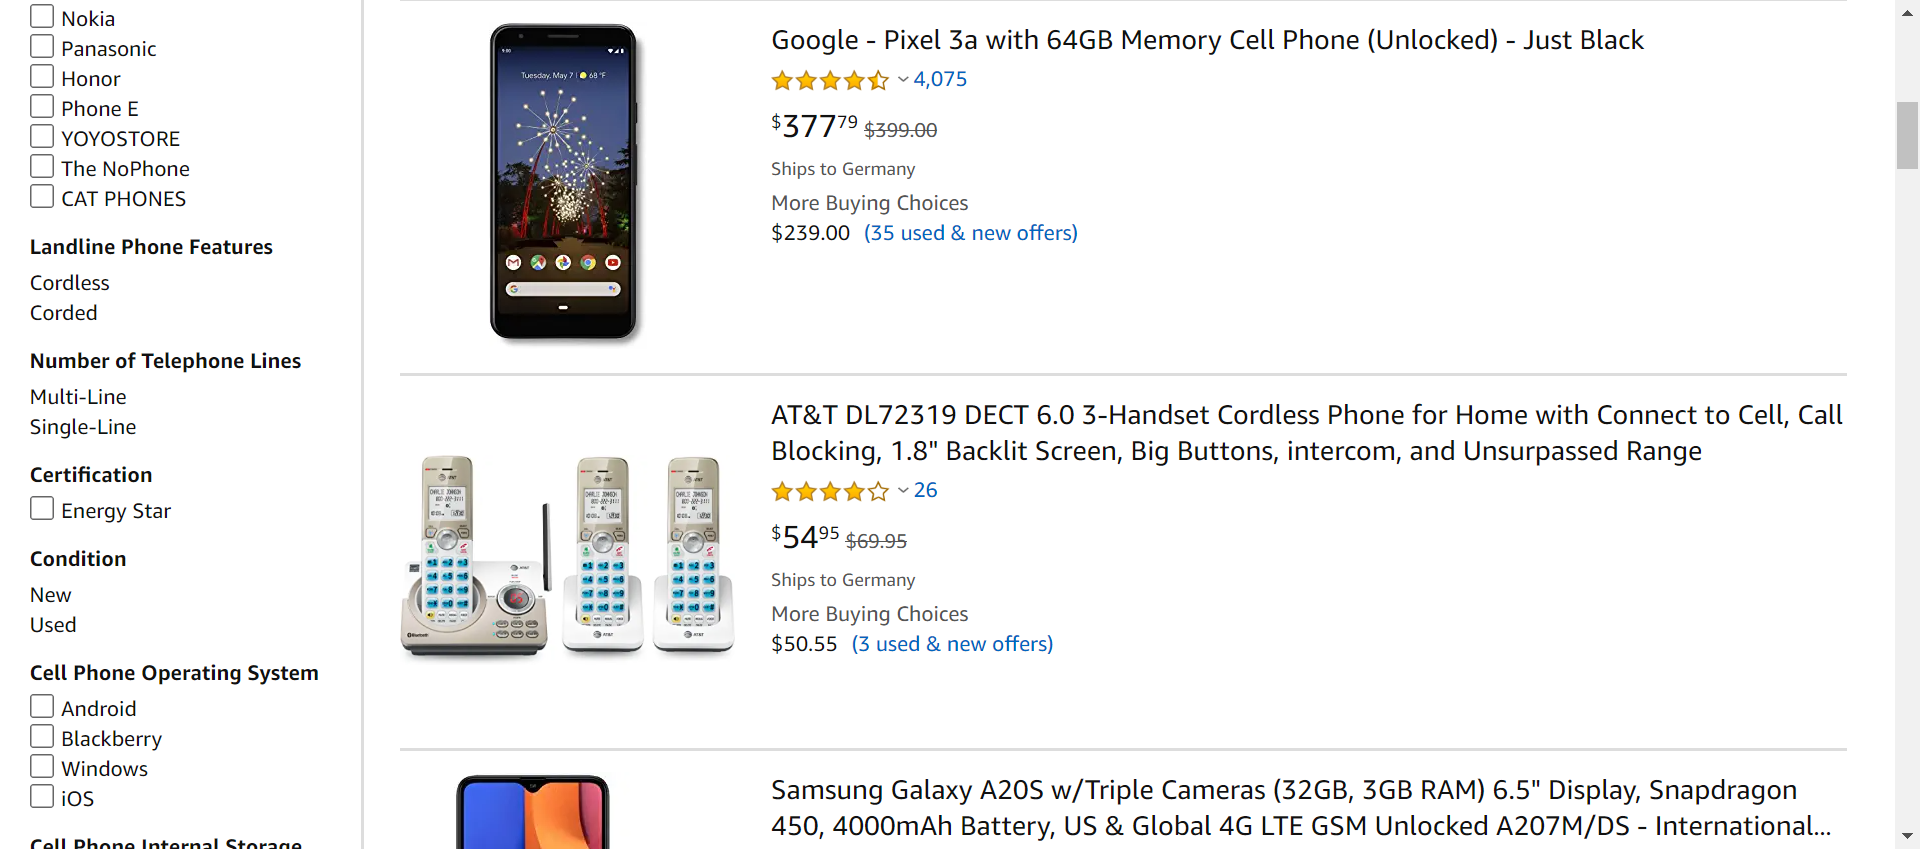 Nokia
Panasonic
Honor
Phone E
YOYOSTORE
The NoPhone
CAT PHONES
Landline Phone Features
Cordless
Corded
Number of Telephone Lines
Multi-Line
Single-Line
Certification
Energy Star
Condition
New
Used
Cell Phone Operating System
Android
Blackberry
Windows
iOS
Cell Phone Internal Storage
Tuesday, May 7 | 68 °F
Google - Pixel 3a with 64GB Memory Cell Phone (Unlocked) - Just Black
4,075
$37779 $399.00
Ships to Germany
More Buying Choices
$239.00 (35 used & new offers)
AT&T DL72319 DECT 6.0 3-Handset Cordless Phone for Home with Connect to Cell, Call
Blocking, 1.8" Backlit Screen, Big Buttons, intercom, and Unsurpassed Range
26
$5495 $69.95
Ships to Germany
More Buying Choices
$50.55 (3 used & new offers)
Samsung Galaxy A20S w/Triple Cameras (32GB, 3GB RAM) 6.5" Display, Snapdragon
450, 4000mAh Battery, US & Global 4G LTE GSM Unlocked A207M/DS - International...